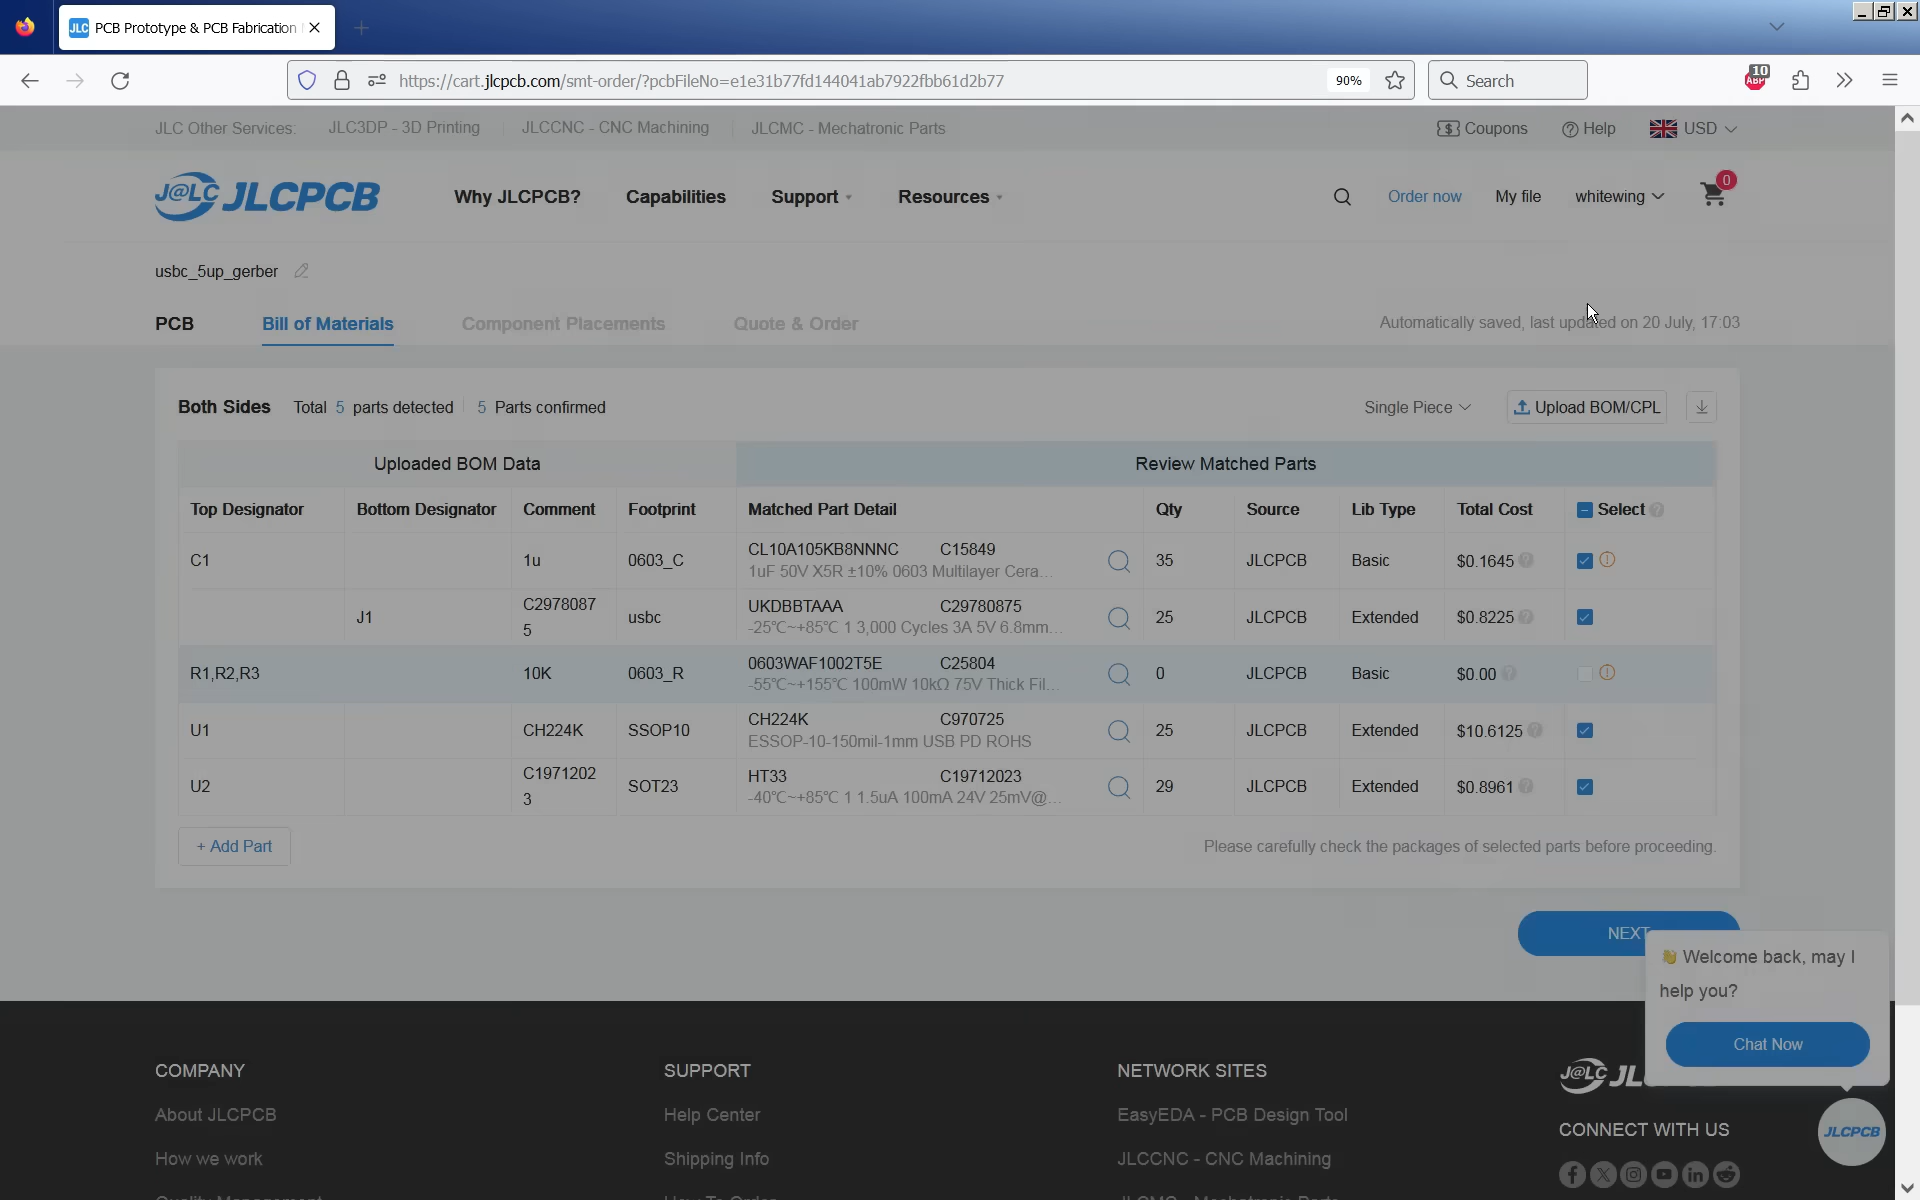 JLC PCB Prototype & PCB Fabrication
https://cart.jlcpcb.com/smt-order/?pcbFileNo=e1e31b77fd144041ab7922fbb61d2b77
90%
Search
10
ABP
JLC Other Services:
JLC3DP - 3D Printing
JLCCNC - CNC Machining
JLCMC - Mechatronic Parts
Coupons
Help
USD
J@LC JLCPCB
Why JLCPCB?
Capabilities
Support
Resources
Order now
My file
whitewing
0
usbc_5up_gerber
PCB
Bill of Materials
Component Placements
Quote & Order
Automatically saved, last updated on 20 July, 17:03
Both Sides
Total 5 parts detected
5 Parts confirmed
Single Piece
Upload BOM/CPL
Uploaded BOM Data
Review Matched Parts
Top Designator Bottom Designator Comment Footprint Matched Part Detail Qty Source Lib Type Total Cost Select
C1 1u 0603_C CL10A105KB8NNNC C15849 35 JLCPCB Basic $0.1645
1uF 50V X5R ±10% 0603 Multilayer Cera...
J1 C2978087 usbc UKDBBTAAA C29780875 25 JLCPCB Extended $0.8225
5 -25℃~+85℃ 1 3,000 Cycles 3A 5V 6.8mm...
R1,R2,R3 10K 0603_R 0603WAF1002T5E C25804 0 JLCPCB Basic $0.00
-55℃~+155℃ 100mW 10kΩ 75V Thick Fil...
U1 CH224K SSOP10 CH224K C970725 25 JLCPCB Extended $10.6125
ESSOP-10-150mil-1mm USB PD ROHS
U2 C1971202 SOT23 HT33 C19712023 29 JLCPCB Extended $0.8961
3 -40℃~+85℃ 1 1.5uA 100mA 24V 25mV@...
+ Add Part
Please carefully check the packages of selected parts before proceeding.
NEXT
Welcome back, may I
help you?
Chat Now
COMPANY
About JLCPCB
How we work
SUPPORT
Help Center
Shipping Info
NETWORK SITES
EasyEDA - PCB Design Tool
JLCCNC - CNC Machining
J@LC JL
CONNECT WITH US
JLCPCB